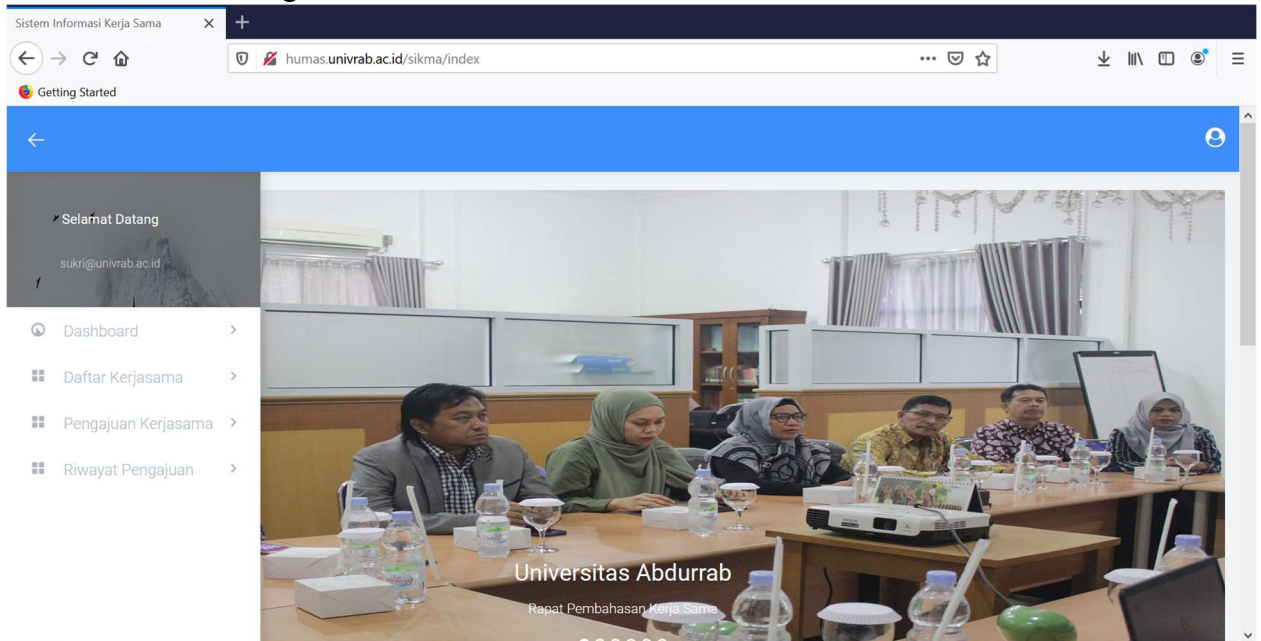 Sistem Informasi Kerja Sama
humas.univrab.ac.id/sikma/index
Getting Started
Selamat Datang
sukri@univrab.ac.id
Dashboard
Daftar Kerjasama
Pengajuan Kerjasama
Riwayat Pengajuan
Universitas Abdurrab
Rapat Pembahasan Kerja Sama